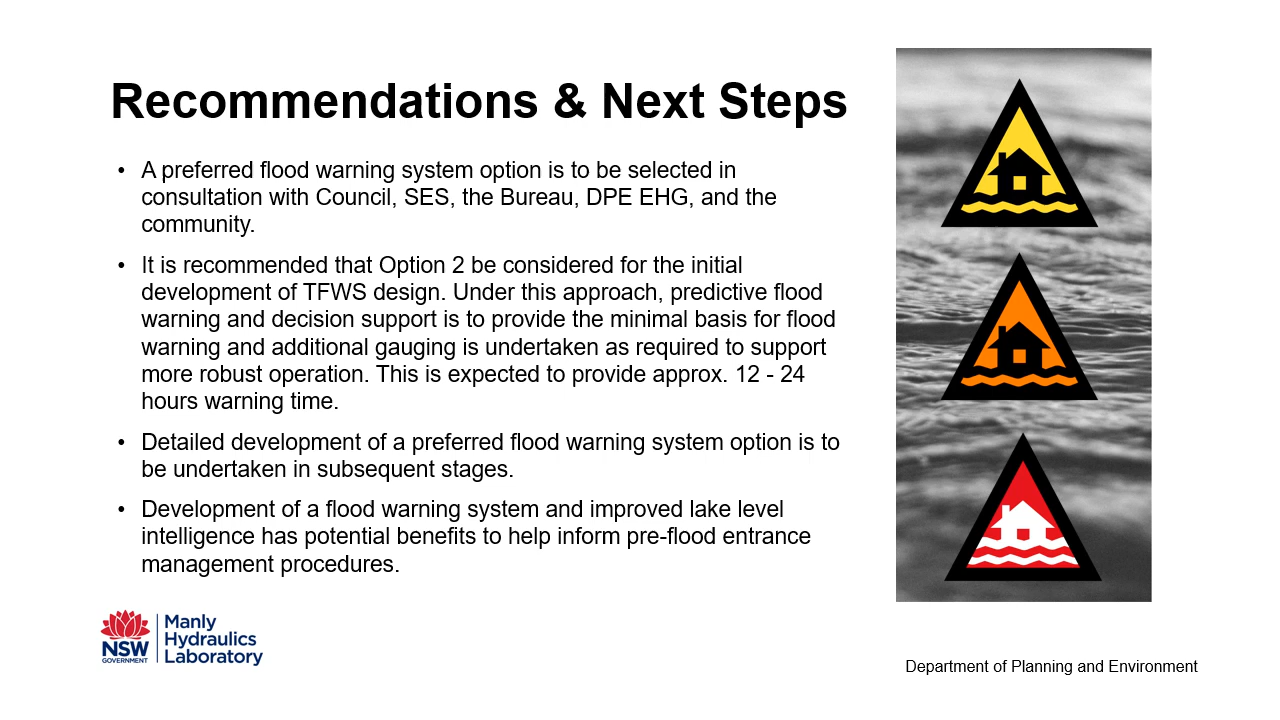 Recommendations & Next Steps
• A preferred flood warning system option is to be selected in
consultation with Council, SES, the Bureau, DPE EHG, and the
community.
• It is recommended that Option 2 be considered for the initial
development of TFWS design. Under this approach, predictive flood
warning and decision support is to provide the minimal basis for flood
warning and additional gauging is undertaken as required to support
more robust operation. This is expected to provide approx. 12 - 24
hours warning time.
• Detailed development of a preferred flood warning system option is to
be undertaken in subsequent stages.
• Development of a flood warning system and improved lake level
intelligence has potential benefits to help inform pre-flood entrance
management procedures.
NSW
GOVERNMENT
Manly
Hydraulics
Laboratory
Department of Planning and Environment